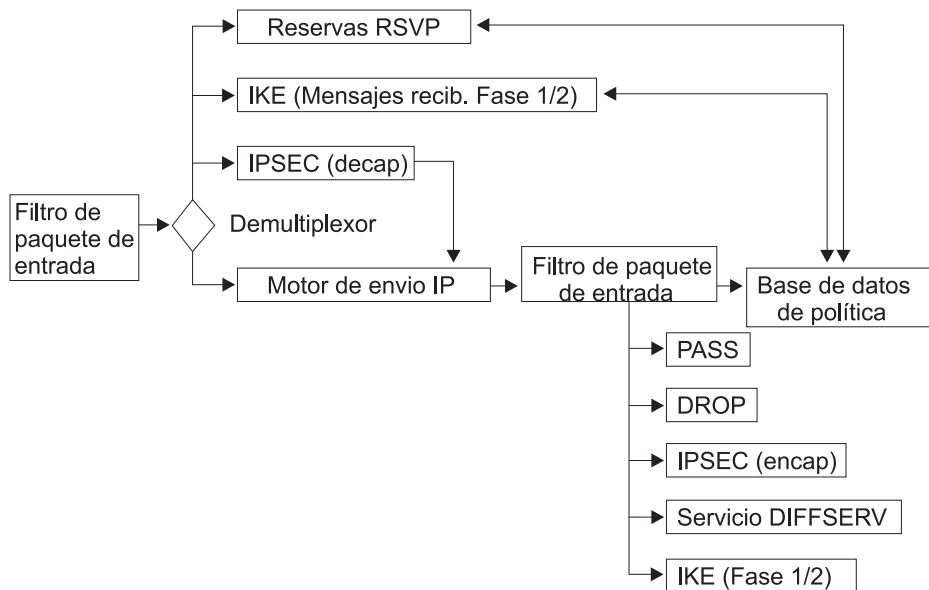 Reservas RSVP
IKE (Mensajes recib. Fase 1/2)
IPSEC (decap)
Filtro de
paquete de
entrada
Demultiplexor
Motor de envio IP
Filtro de paquete
de entrada
Base de datos
de política
PASS
DROP
IPSEC (encap)
Servicio DIFFSERV
IKE (Fase 1/2)